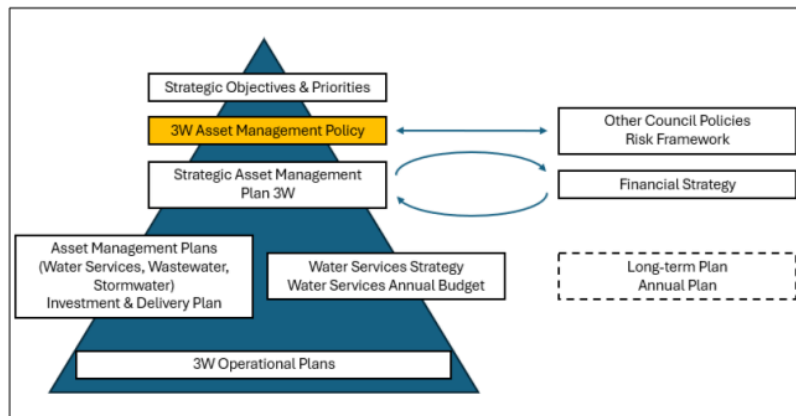 Strategic Objectives & Priorities
3W Asset Management Policy
Other Council Policies
Risk Framework
Strategic Asset Management
Plan 3W
Financial Strategy
Asset Management Plans
(Water Services, Wastewater,
Stormwater)
Investment & Delivery Plan
Water Services Strategy
Water Services Annual Budget
Long-term Plan
Annual Plan
3W Operational Plans